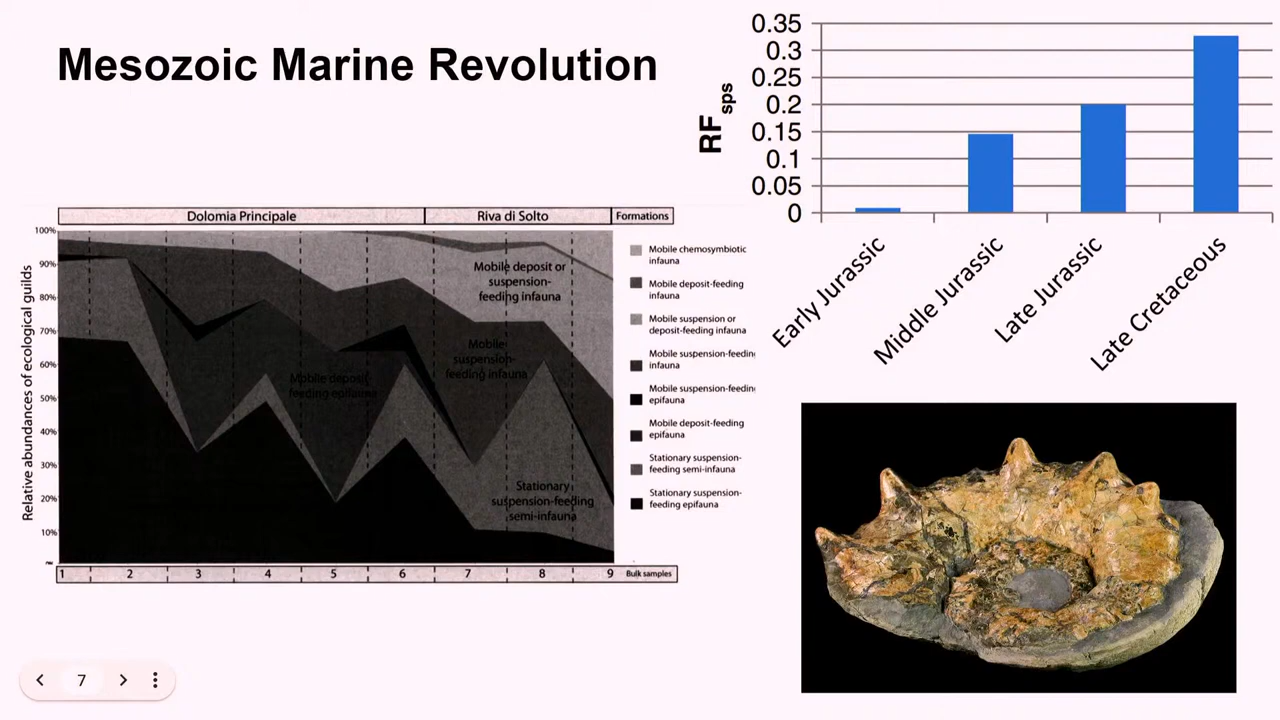 Mesozoic Marine Revolution
0.35
0.3
0.25
0.2
0.15
0.1
0.05
0
RFsps
Early Jurassic
Middle Jurassic
Late Jurassic
Late Cretaceous
Dolomia Principale
Riva di Solto
Formations
Relative abundances of ecological guilds
100%
90%
80%
70%
60%
50%
40%
30%
20%
10%
Mobile deposit or
suspension-
feeding infauna
Mobile
suspension-
feeding infauna
Mobile deposit-
feeding epifauna
Stationary
suspension-feeding
semi-infauna
Mobile chemosymbiotic
infauna
Mobile deposit-feeding
infauna
Mobile suspension or
deposit-feeding infauna
Mobile suspension-feeding
infauna
Mobile suspension-feeding
epifauna
Mobile deposit-feeding
epifauna
Stationary suspension-
feeding semi-infauna
Stationary suspension-
feeding epifauna
1 2 3 4 5 6 7 8 9 Bulk samples
7